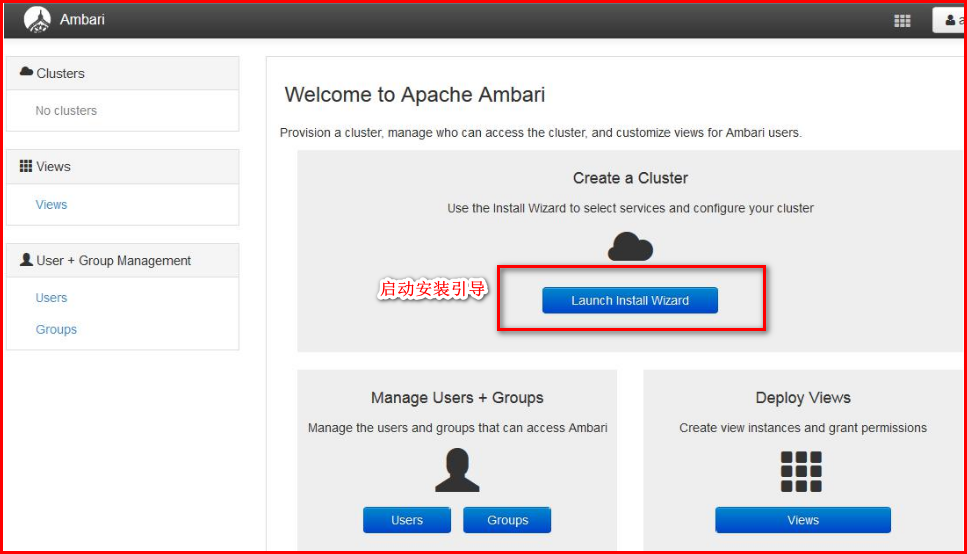 Ambari
a
Clusters
No clusters
Views
Views
User + Group Management
Users
Groups
Welcome to Apache Ambari
Provision a cluster, manage who can access the cluster, and customize views for Ambari users.
Create a Cluster
Use the Install Wizard to select services and configure your cluster
启动安装引导
Launch Install Wizard
Manage Users + Groups
Manage the users and groups that can access Ambari
Users
Groups
Deploy Views
Create view instances and grant permissions
Views